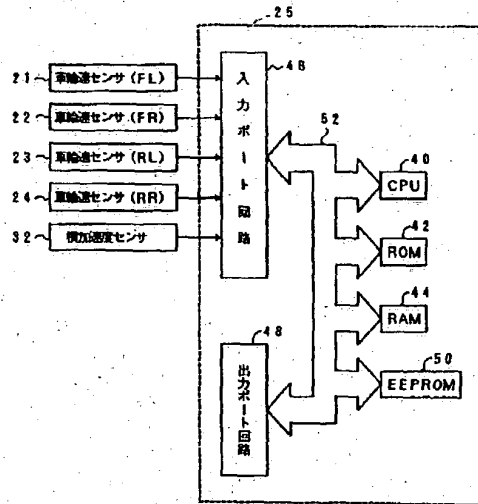 25
21 車輪速センサ(FL)
22 車輪速センサ(FR)
23 車輪速センサ(RL)
24 車輪速センサ(RR)
32 横加速度センサ
46
入力ポート回路
52
40
CPU
42
ROM
44
RAM
50
EEPROM
48
出力ポート回路